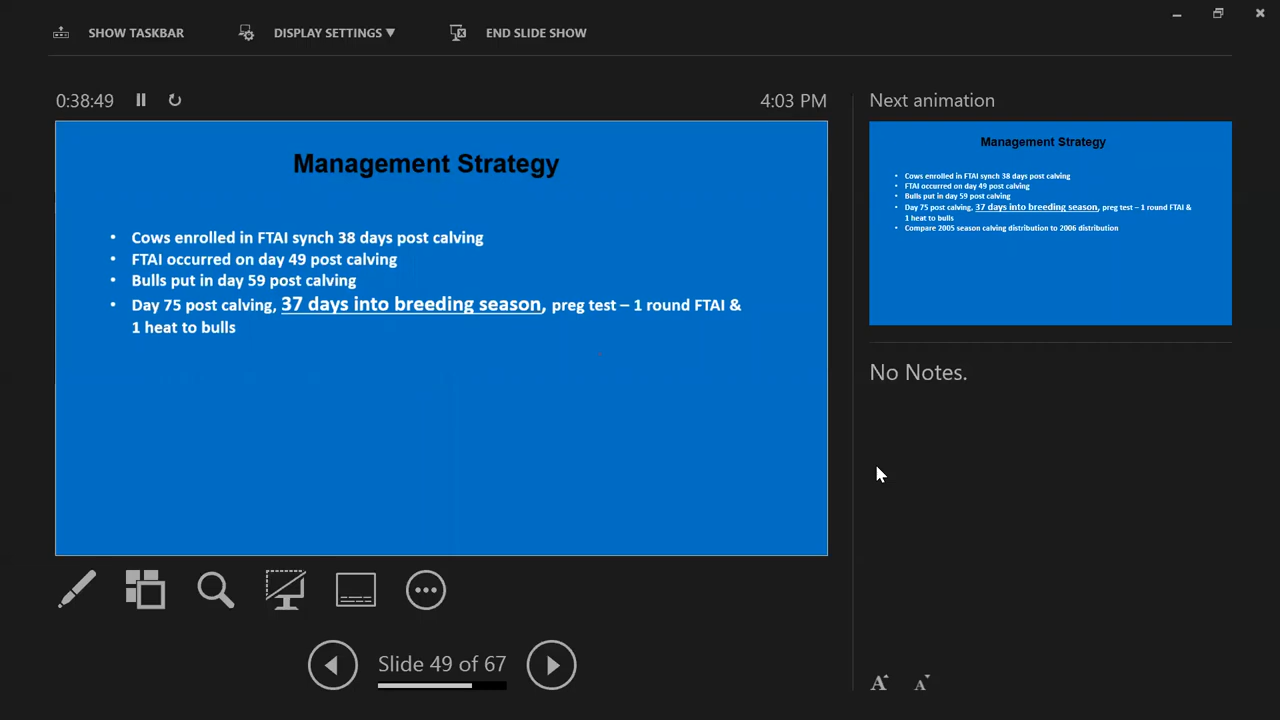 SHOW TASKBAR
DISPLAY SETTINGS ▼
END SLIDE SHOW
0:38:49
4:03 PM
Management Strategy
• Cows enrolled in FTAI synch 38 days post calving
• FTAI occurred on day 49 post calving
• Bulls put in day 59 post calving
• Day 75 post calving, 37 days into breeding season, preg test – 1 round FTAI &
1 heat to bulls
Next animation
Management Strategy
• Cows enrolled in FTAI synch 38 days post calving
• FTAI occurred on day 49 post calving
• Bulls put in day 59 post calving
• Day 75 post calving, 37 days into breeding season, preg test – 1 round FTAI &
1 heat to bulls
• Compare 2005 season calving distribution to 2006 distribution
No Notes.
Slide 49 of 67
A
A